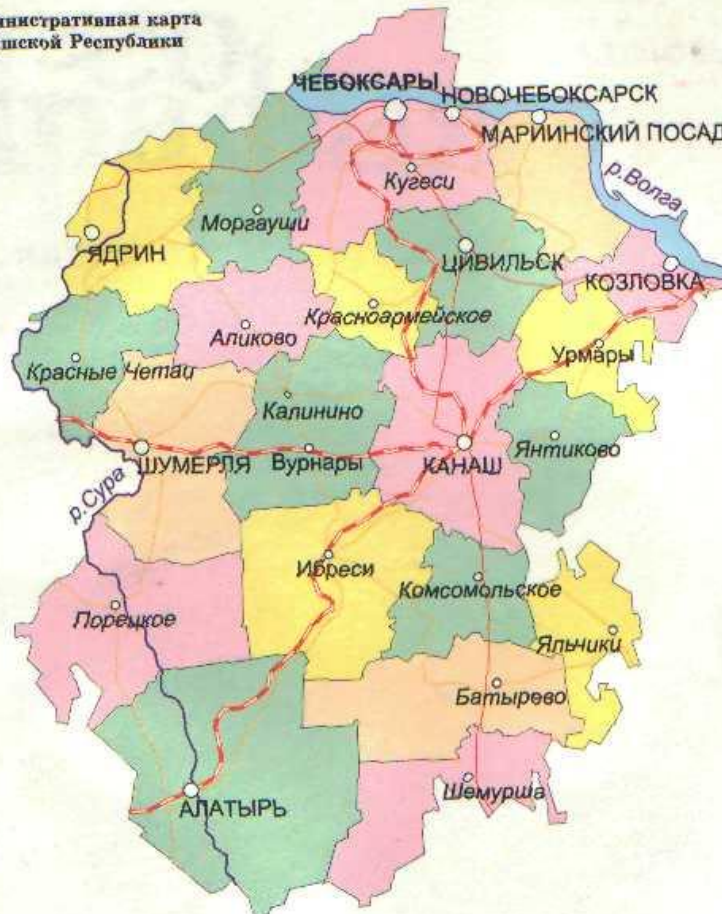 нистративная карта
шской Республики
ЧЕБОКСАРЫ
НОВОЧЕБОКСАРСК
МАРИИНСКИЙ ПОСАД
Кугеси
р.Волга
Моргауши
ЯДРИН
ЦИВИЛЬСК
КОЗЛОВКА
Красноармейское
Аликово
Урмары
Красные Четаи
Калинино
ШУМЕРЛЯ
Вурнары
КАНАШ
Янтиково
р.Сура
Ибреси
Комсомольское
Порецкое
Яльчики
Батырево
Шемурша
АЛАТЫРЬ